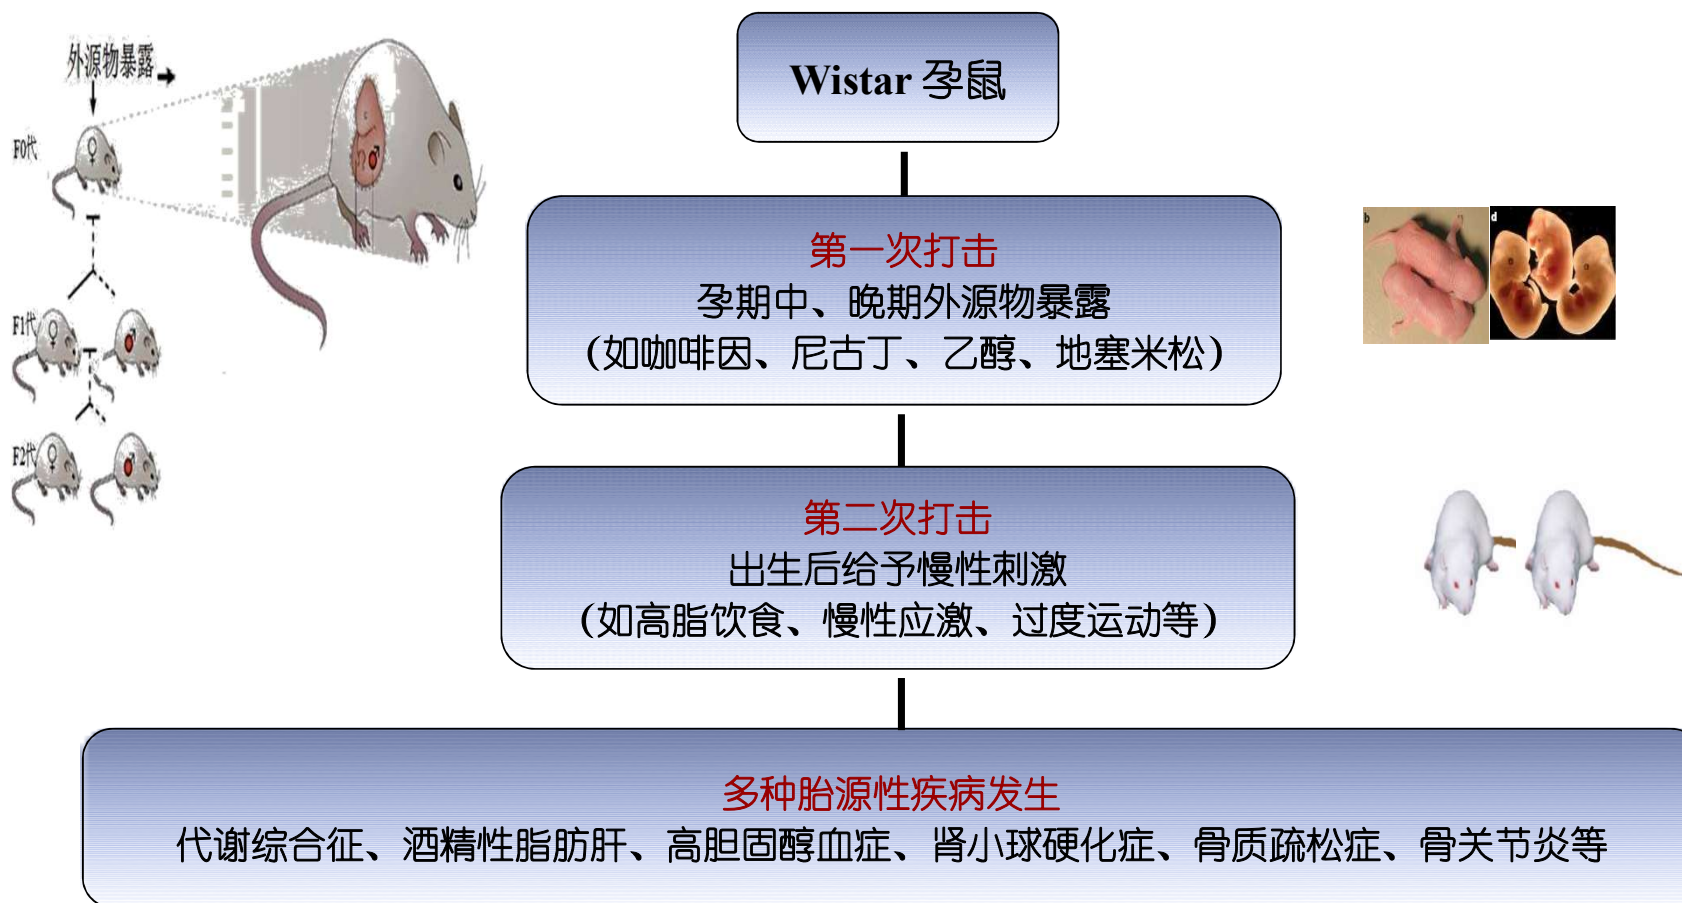 外源物暴露
F0代
F1代
F2代
Wistar 孕鼠
第一次打击
孕期中、晚期外源物暴露
(如咖啡因、尼古丁、乙醇、地塞米松)
b
d
第二次打击
出生后给予慢性刺激
(如高脂饮食、慢性应激、过度运动等)
多种胎源性疾病发生
代谢综合征、酒精性脂肪肝、高胆固醇血症、肾小球硬化症、骨质疏松症、骨关节炎等